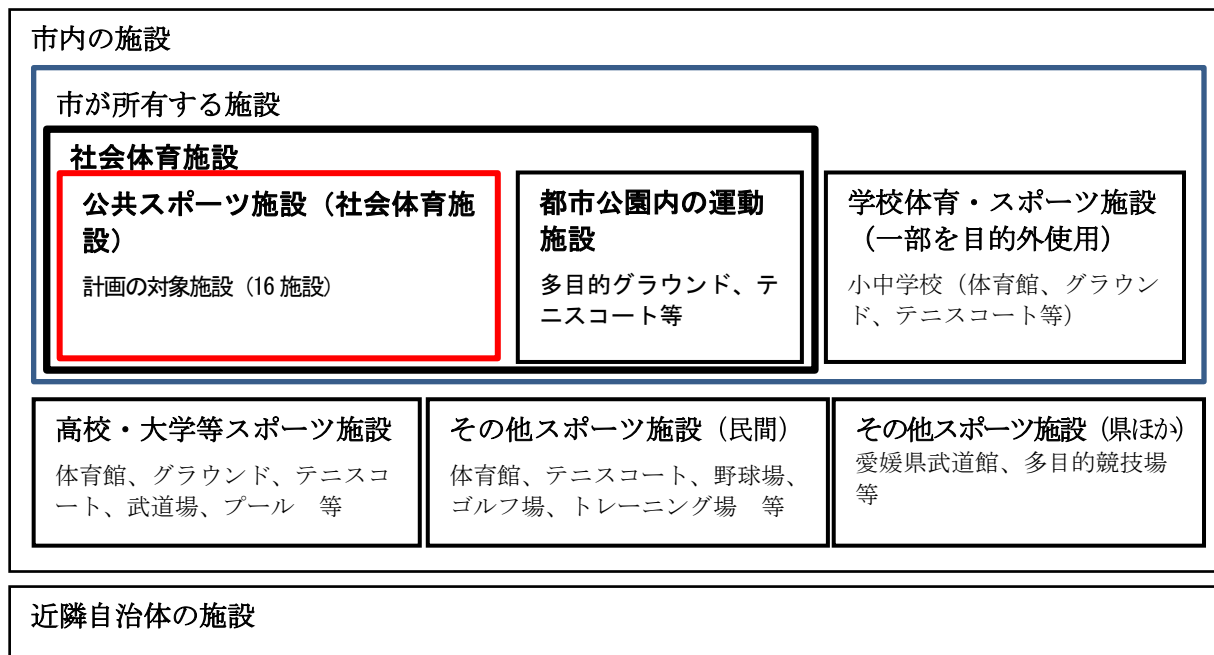 市内の施設
市が所有する施設
社会体育施設
公共スポーツ施設（社会体育施
設）
計画の対象施設（16 施設）
都市公園内の運動
施設
多目的グラウンド、テ
ニスコート等
学校体育・スポーツ施設
（一部を目的外使用）
小中学校（体育館、グラウン
ド、テニスコート等）
高校・大学等スポーツ施設
体育館、グラウンド、テニスコ
ート、武道場、プール　等
その他スポーツ施設（民間）
体育館、テニスコート、野球場、
ゴルフ場、トレーニング場　等
その他スポーツ施設（県ほか）
愛媛県武道館、多目的競技場
等
近隣自治体の施設